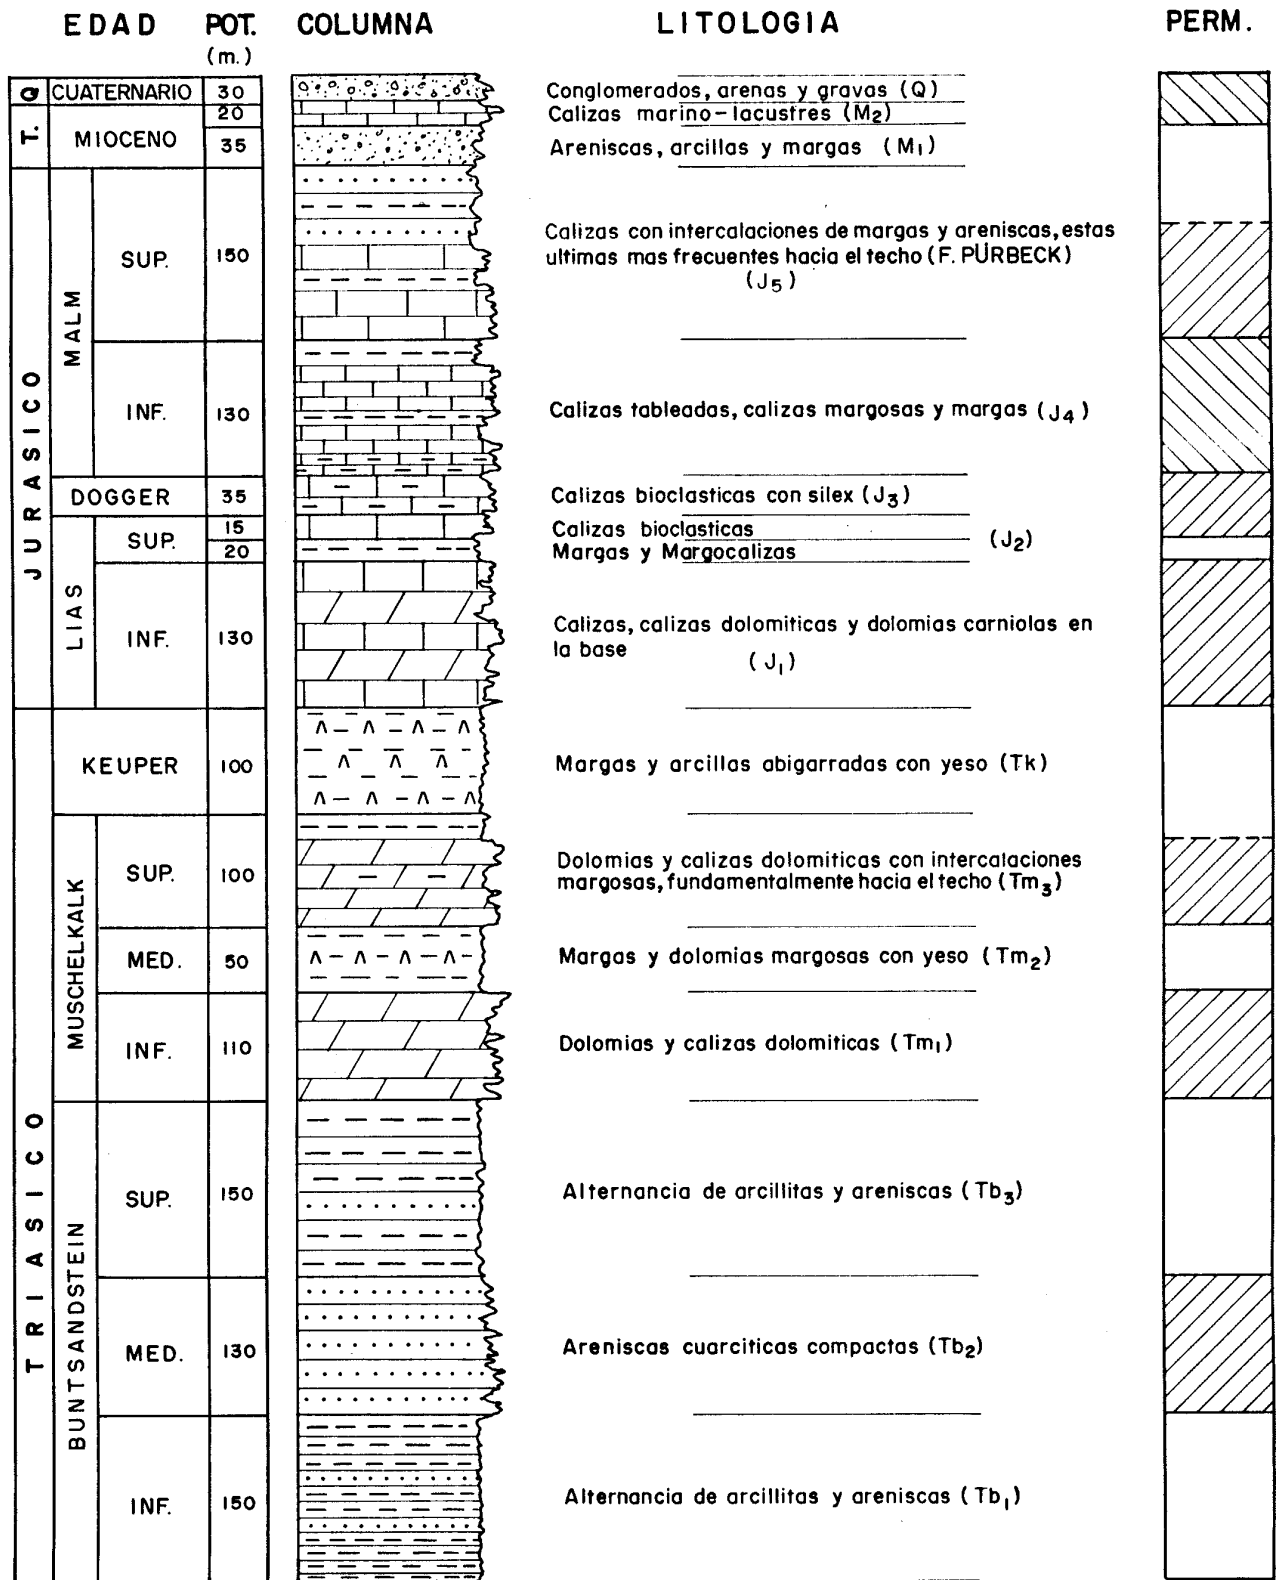 EDAD POT. COLUMNA LITOLOGIA PERM.
(m.)
Q CUATERNARIO 30 Conglomerados, arenas y gravas (Q)
T. MIOCENO 20 Calizas marino-lacustres (M₂)
35 Areniscas, arcillas y margas (M₁)
JURASICO
MALM
SUP. 150 Calizas con intercalaciones de margas y areniscas, estas
ultimas mas frecuentes hacia el techo (F. PÜRBECK)
(J₅)
INF. 130 Calizas tableadas, calizas margosas y margas (J₄)
DOGGER 35 Calizas bioclasticas con silex (J₃)
LIAS
SUP. 15 Calizas bioclasticas
20 Margas y Margocalizas
(J₂)
INF. 130 Calizas, calizas dolomiticas y dolomias carniolas en
la base
(J₁)
TRIASICO
KEUPER 100 Margas y arcillas abigarradas con yeso (Tk)
MUSCHELKALK
SUP. 100 Dolomias y calizas dolomiticas con intercalaciones
margosas, fundamentalmente hacia el techo (Tm₃)
MED. 50 Margas y dolomias margosas con yeso (Tm₂)
INF. 110 Dolomias y calizas dolomiticas (Tm₁)
BUNTSANDSTEIN
SUP. 150 Alternancia de arcillitas y areniscas (Tb₃)
MED. 130 Areniscas cuarciticas compactas (Tb₂)
INF. 150 Alternancia de arcillitas y areniscas (Tb₁)